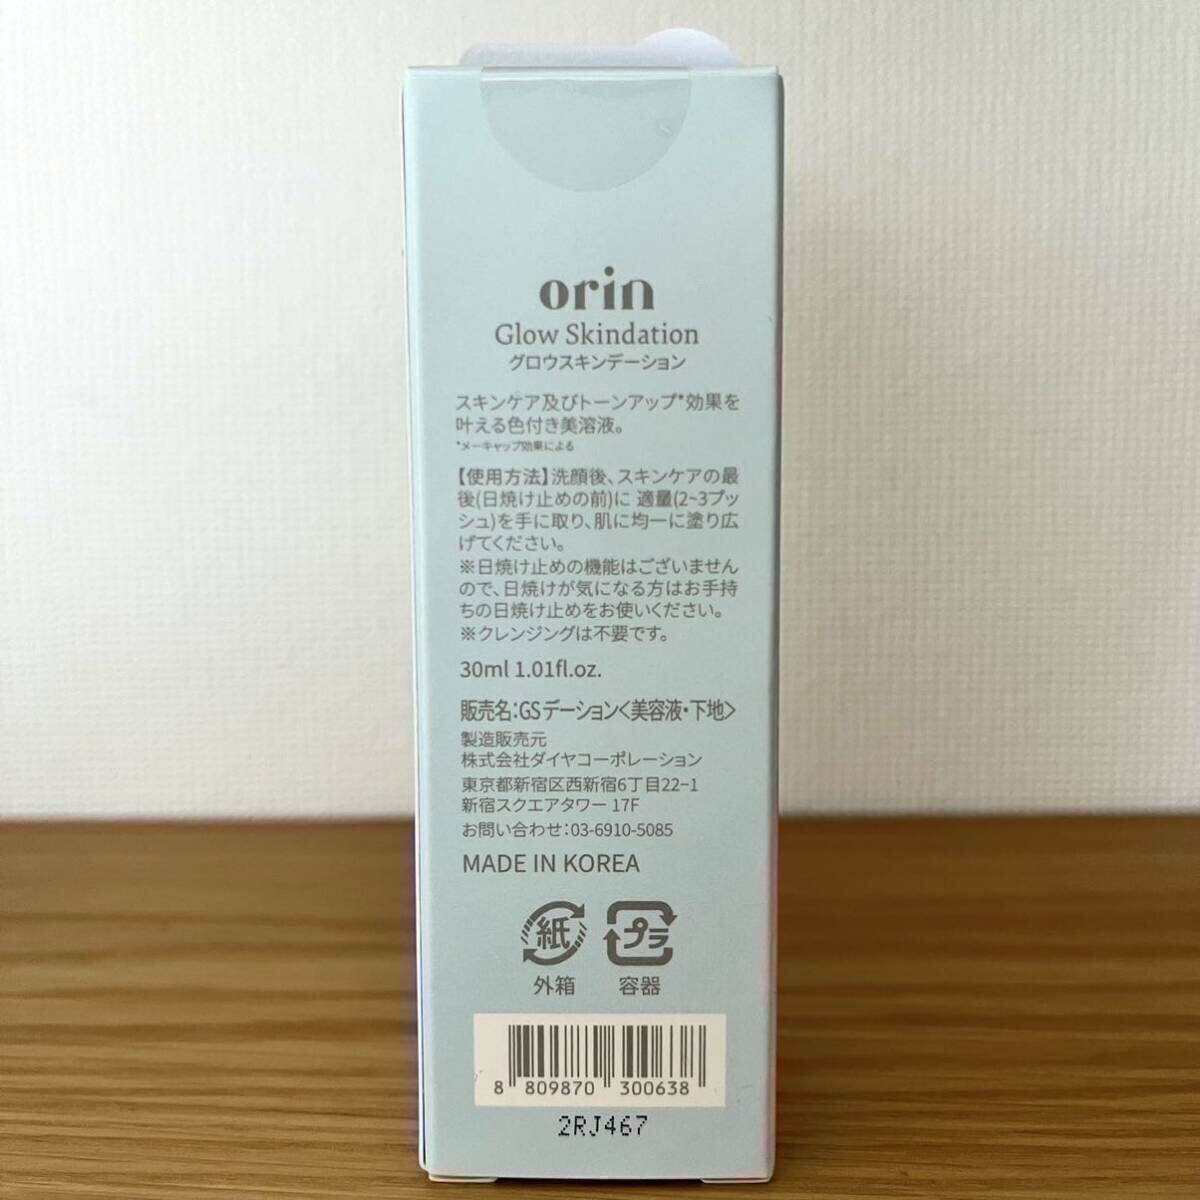 orin
Glow Skindation
グロウスキンデーション
スキンケア及びトーンアップ*効果を
叶える色付き美溶液。
*メーキャップ効果による
【使用方法】洗顔後、スキンケアの最
後(日焼け止めの前)に 適量(2~3プッ
シュ)を手に取り、肌に均一に塗り広
げてください。
※日焼け止めの機能はございません
ので、日焼けが気になる方はお手持
ちの日焼け止めをお使いください。
※クレンジングは不要です。
30ml 1.01fl.oz.
販売名:GSデーション<美容液・下地>
製造販売元
株式会社ダイヤコーポレーション
東京都新宿区西新宿6丁目22-1
新宿スクエアタワー 17F
お問い合わせ:03-6910-5085
MADE IN KOREA
紙 プラ
外箱 容器
8 809870 300638
2RJ467